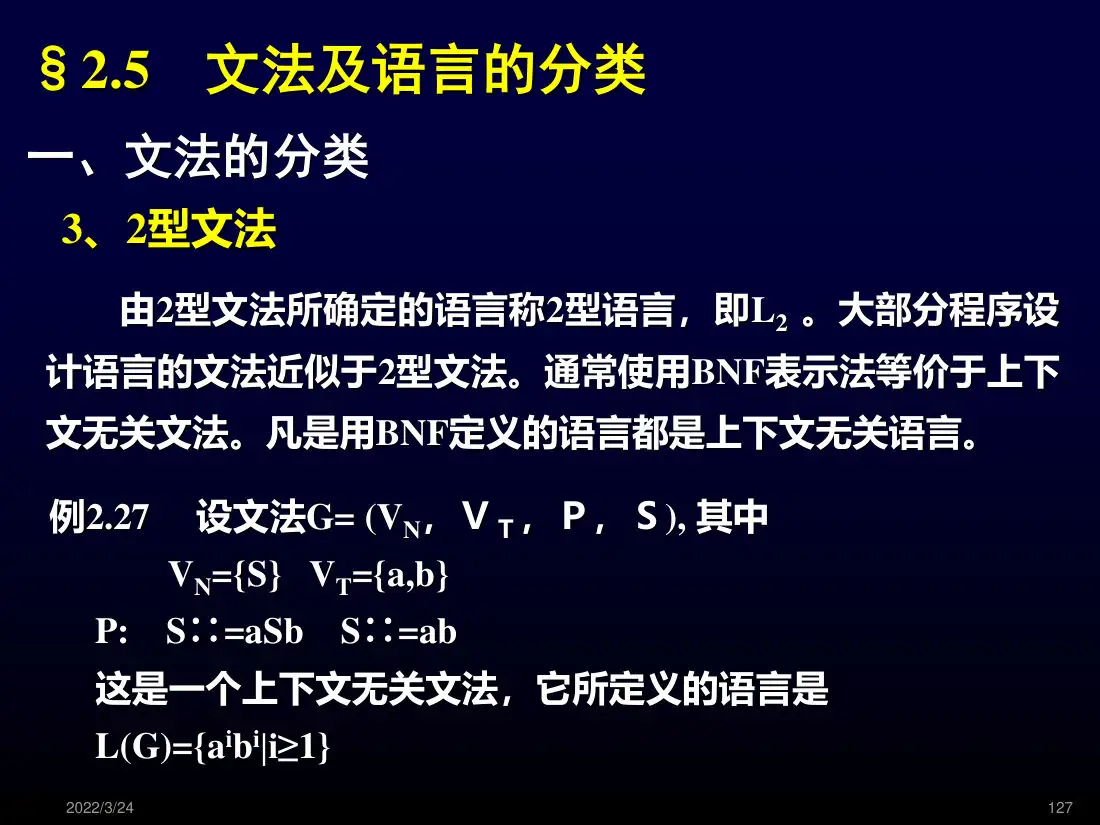 §2.5 文法及语言的分类
一、文法的分类
3、2型文法
由2型文法所确定的语言称2型语言，即L₂ 。大部分程序设
计语言的文法近似于2型文法。通常使用BNF表示法等价于上下
文无关文法。凡是用BNF定义的语言都是上下文无关语言。
例2.27 设文法G= (V_N，V_T，P，S), 其中
V_N={S} V_T={a,b}
P: S∷=aSb S∷=ab
这是一个上下文无关文法，它所定义的语言是
L(G)={aⁱbⁱ|i≥1}
2022/3/24
127